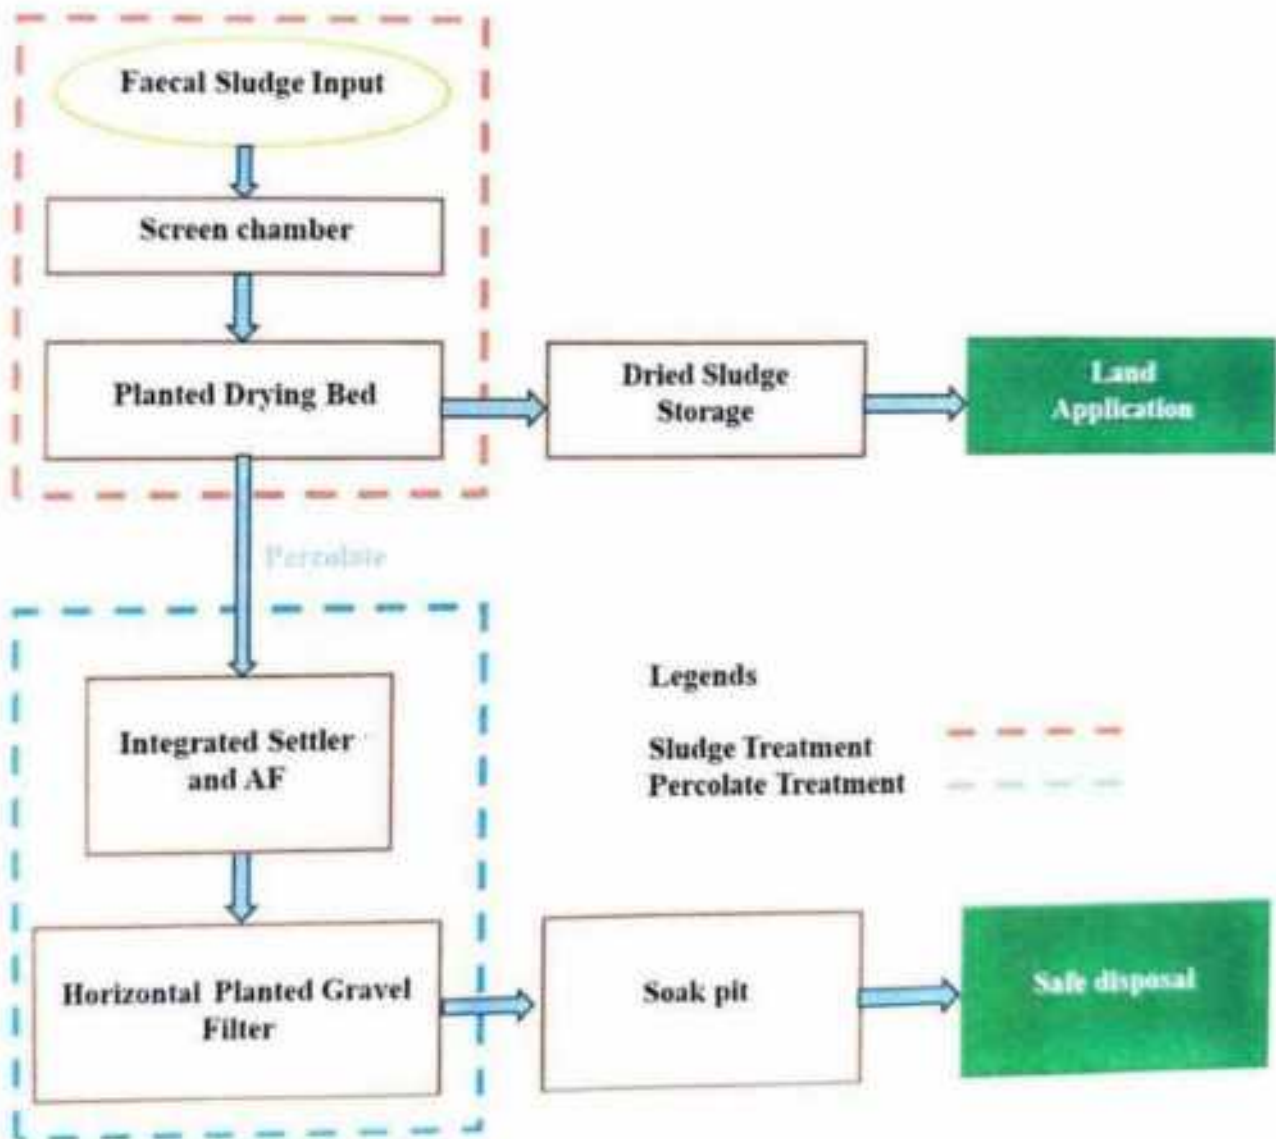 Faecal Sludge Input
Screen chamber
Planted Drying Bed
Dried Sludge
Storage
Land
Application
Percolate
Integrated Settler
and AF
Legends
Sludge Treatment
Percolate Treatment
Horizontal Planted Gravel
Filter
Soak pit
Safe disposal